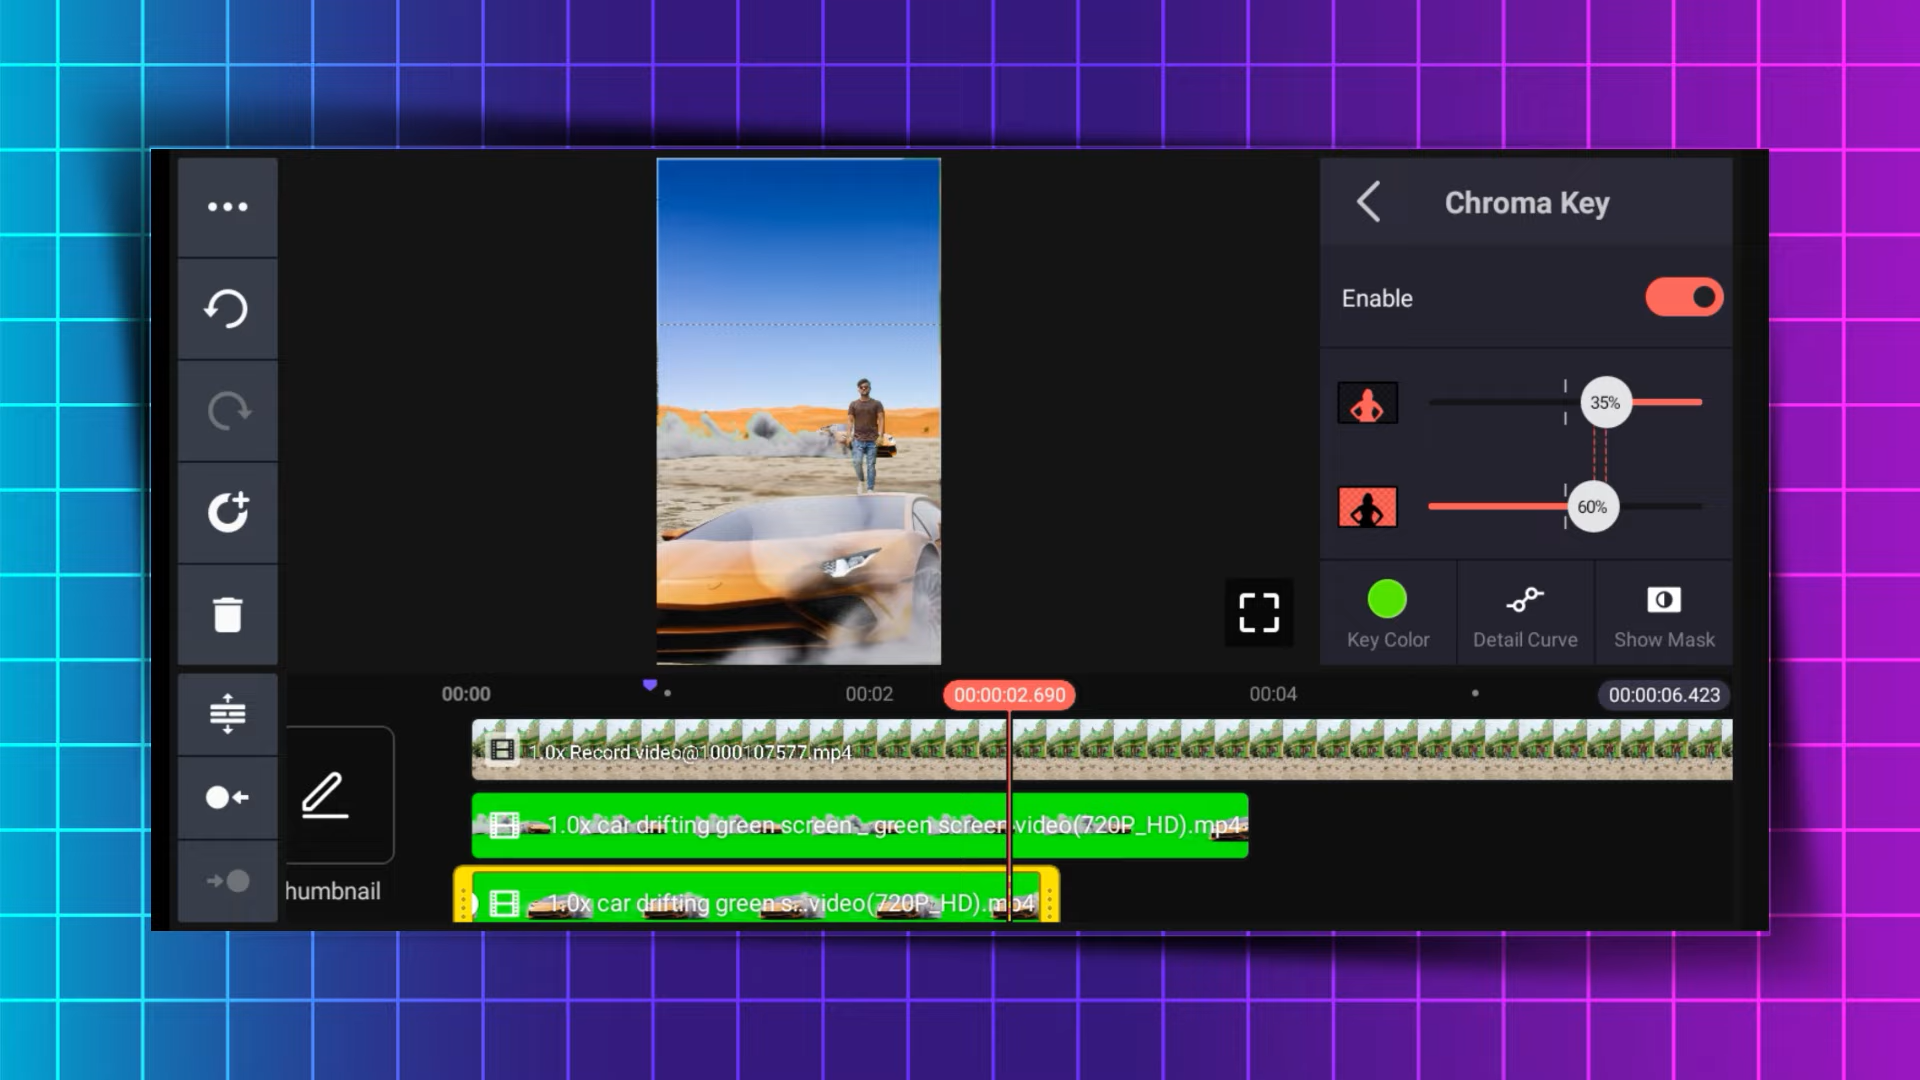 Chroma Key
Enable
35%
60%
Key Color
Detail Curve
Show Mask
00:00
00:02
00:00:02.690
00:04
00:00:06.423
1.0x Record video@1000107577.mp4
1.0x car drifting green screen _ green screen video(720P_HD).mp4
humbnail
1.0x car drifting green s...video(720P_HD).mp4